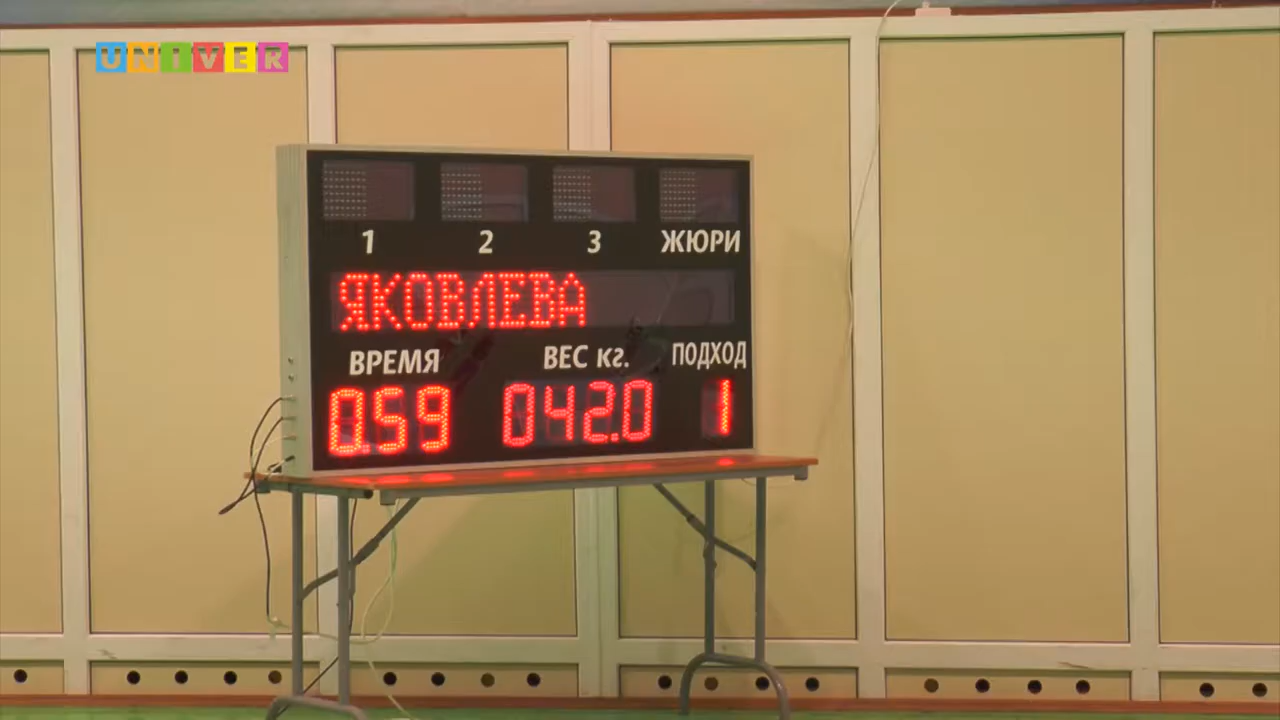 UNIVER
1 2 3 ЖЮРИ
ЯКОВЛЕВА
ВРЕМЯ ВЕС кг. ПОДХОД
0.59 042.0 1